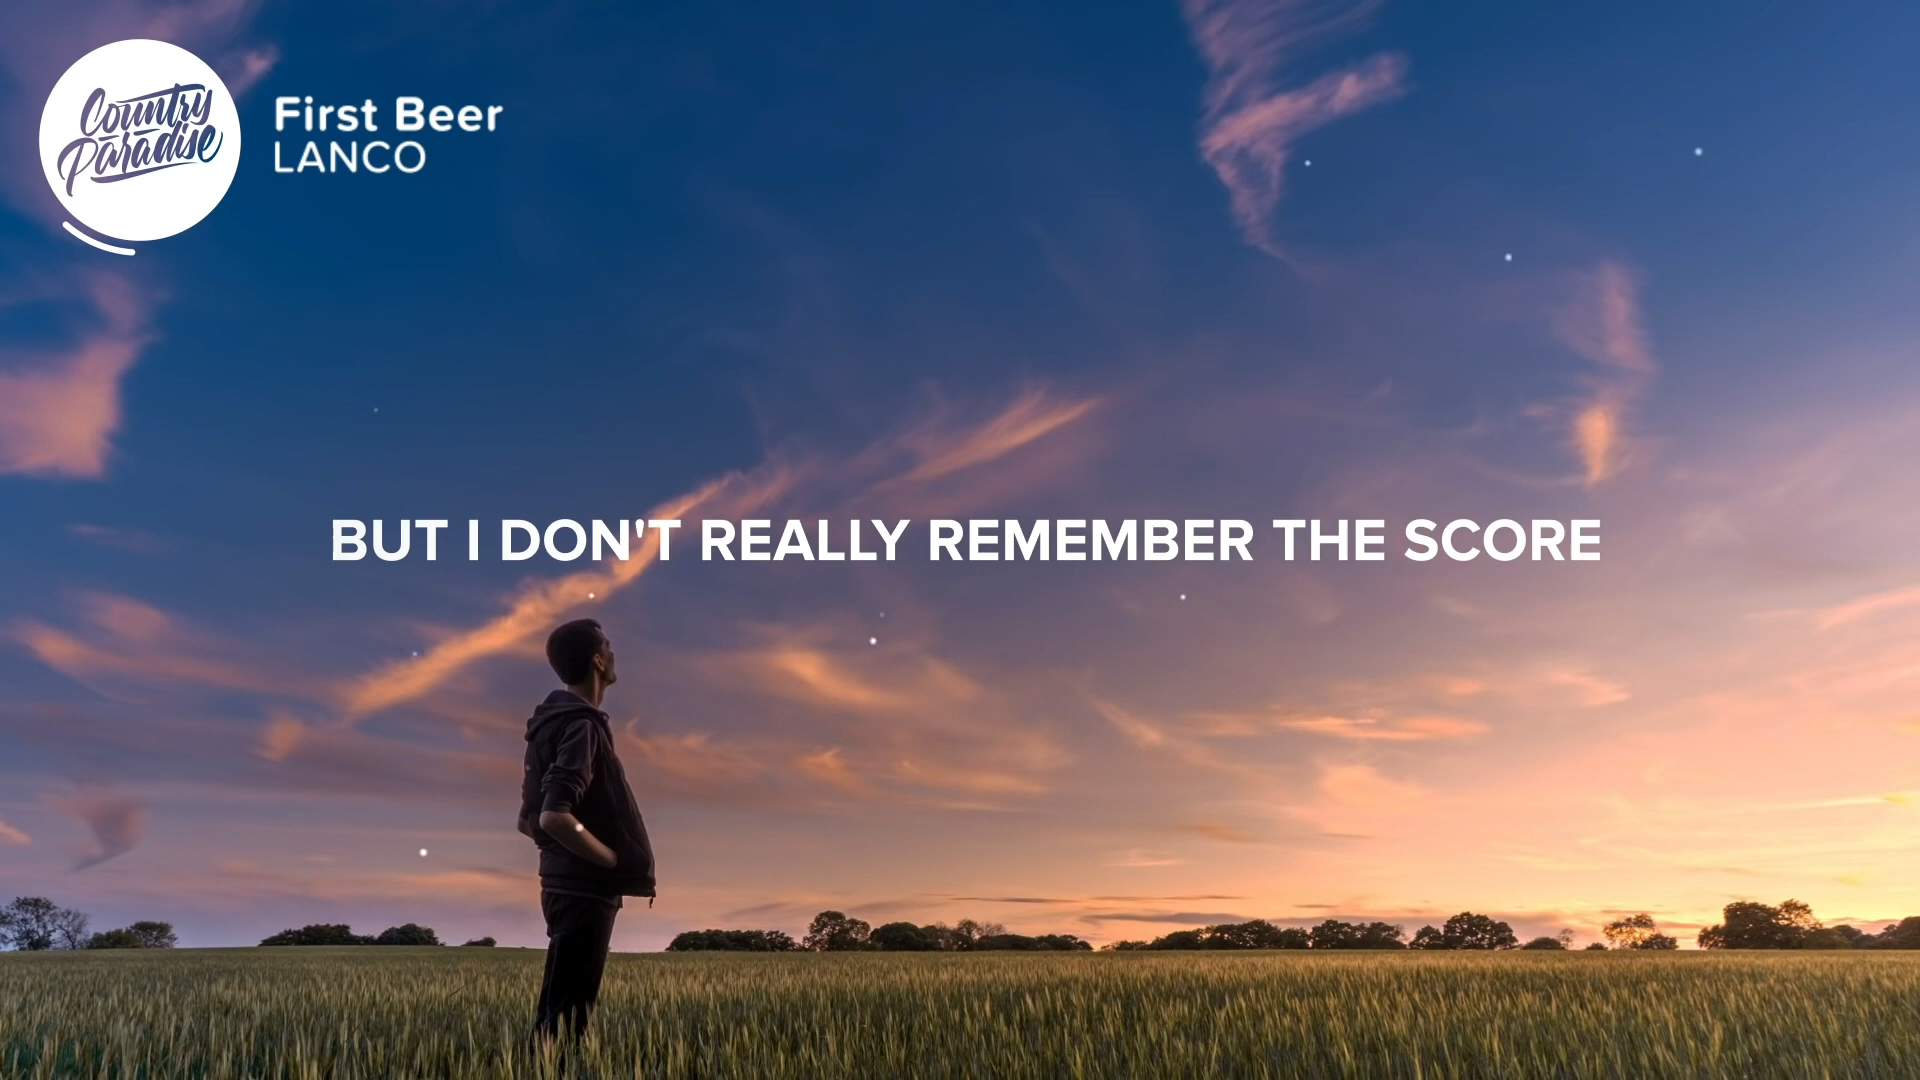 Country
Paradise
First Beer
LANCO
BUT I DON'T REALLY REMEMBER THE SCORE